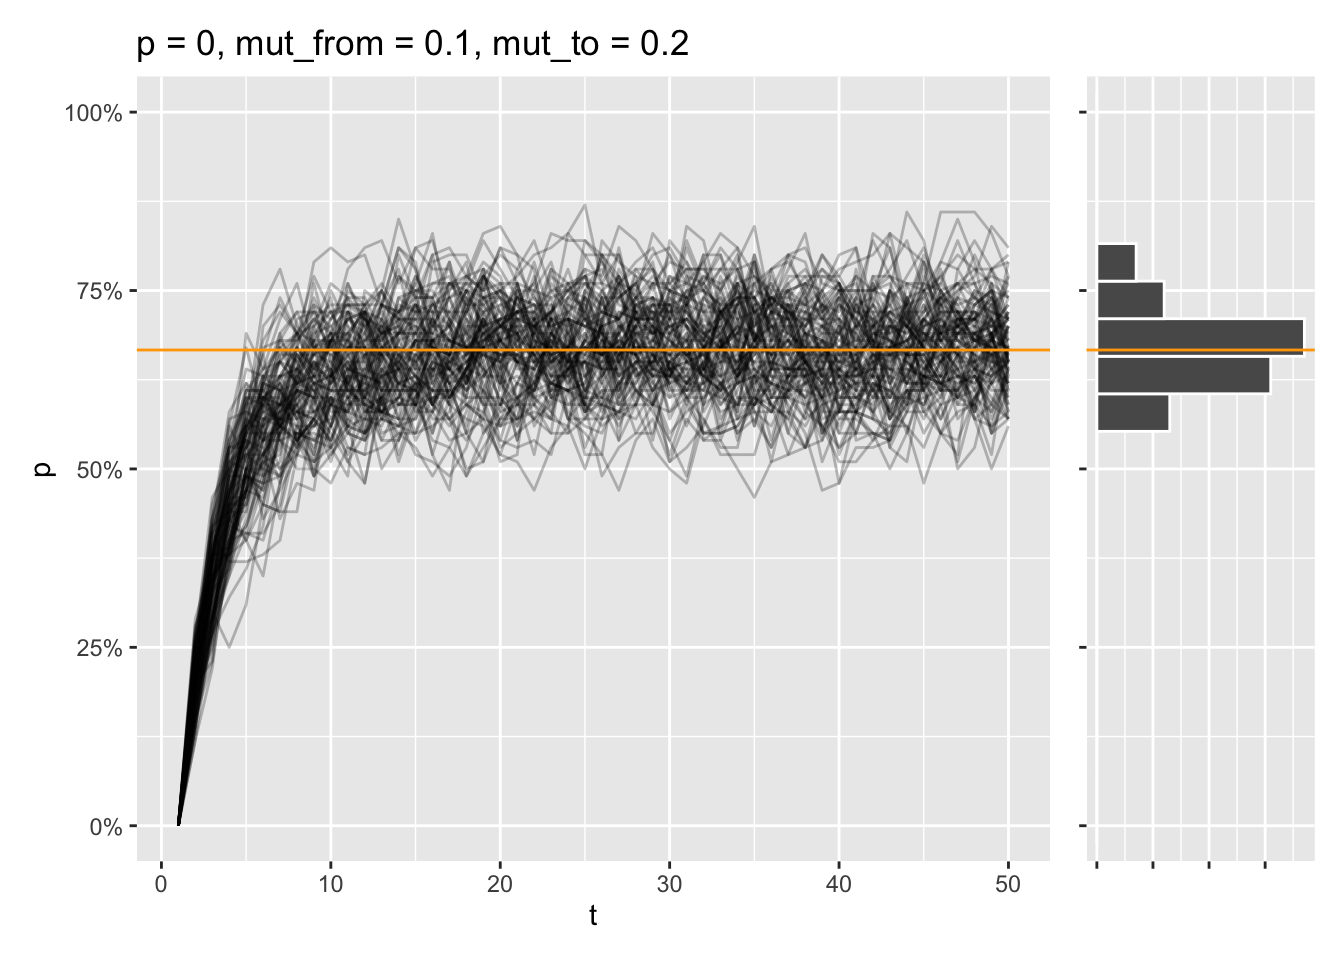 p = 0, mut_from = 0.1, mut_to = 0.2
100%
75%
50%
25%
0%
p
0 10 20 30 40 50
t